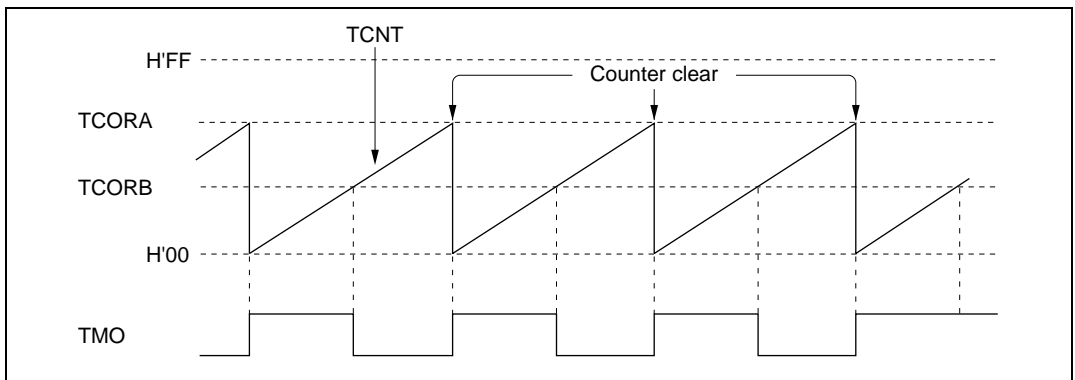 TCNT
H'FF
Counter clear
TCORA
TCORB
H'00
TMO